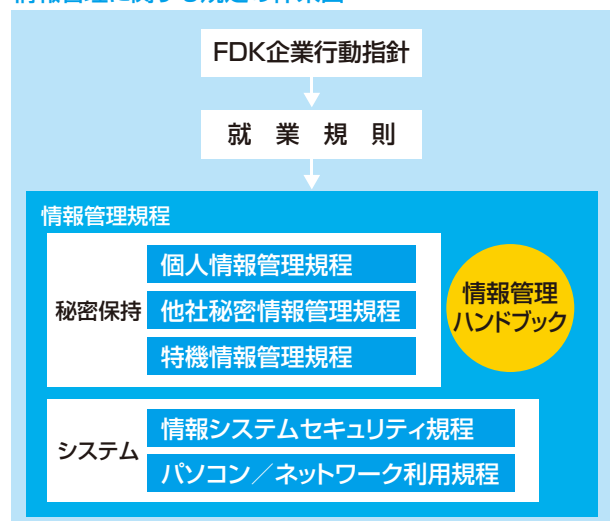 FDK企業行動指針
就業規則
情報管理規程
秘密保持
個人情報管理規程
他社秘密情報管理規程
特機情報管理規程
情報管理
ハンドブック
システム
情報システムセキュリティ規程
パソコン／ネットワーク利用規程